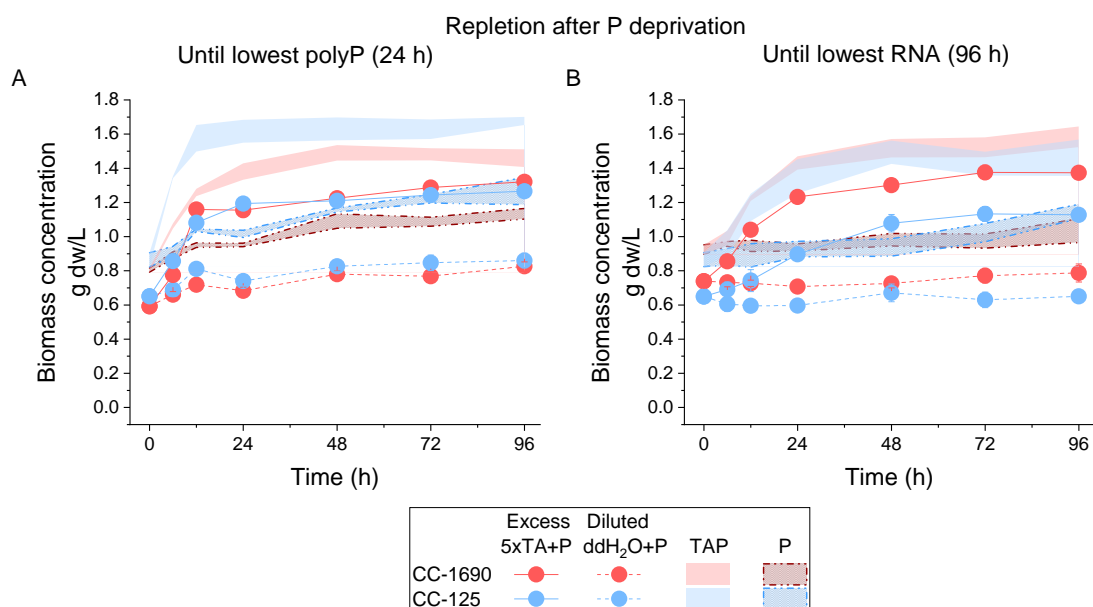 Repletion after P deprivation
Until lowest polyP (24 h)
Until lowest RNA (96 h)
A
B
1.8
1.6
1.4
1.2
1.0
0.8
0.6
0.4
0.2
0.0
Biomass concentration
g dw/L
0 24 48 72 96
Time (h)
1.8
1.6
1.4
1.2
1.0
0.8
0.6
0.4
0.2
0.0
Biomass concentration
g dw/L
0 24 48 72 96
Time (h)
Excess Diluted
5xTA+P ddH₂O+P TAP P
CC-1690
CC-125